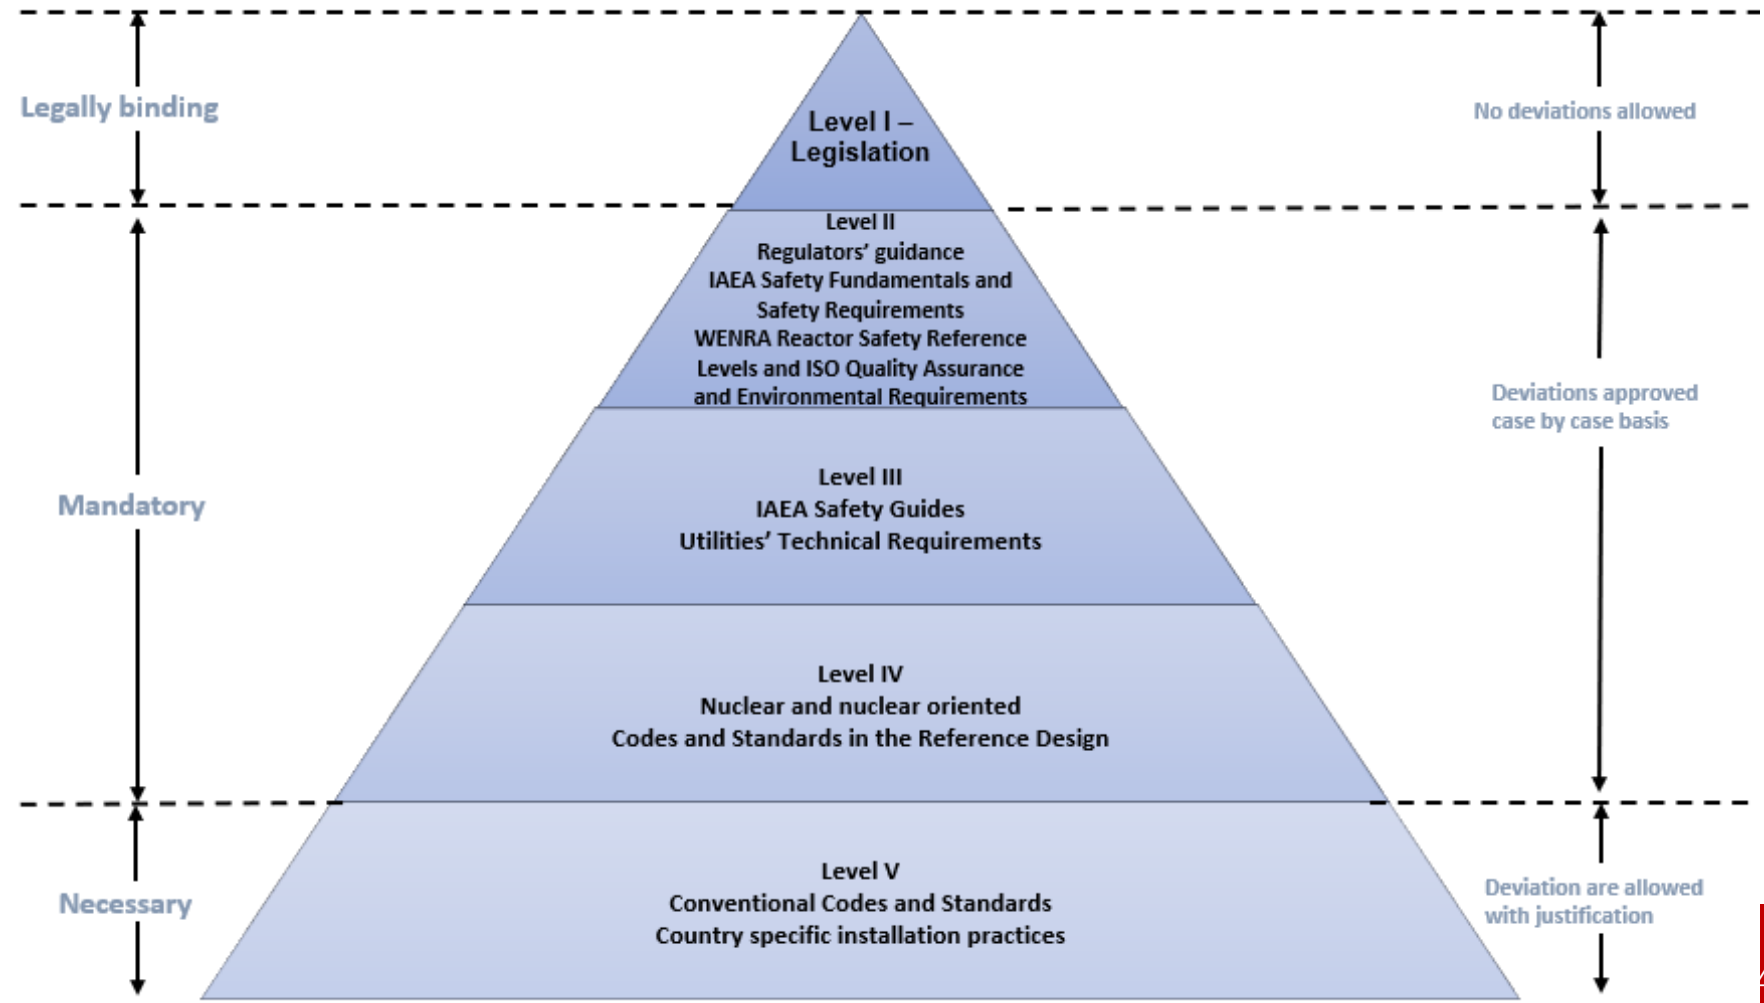 Legally binding
Level I –
Legislation
No deviations allowed
Level II
Regulators’ guidance
IAEA Safety Fundamentals and
Safety Requirements
WENRA Reactor Safety Reference
Levels and ISO Quality Assurance
and Environmental Requirements
Deviations approved
case by case basis
Mandatory
Level III
IAEA Safety Guides
Utilities’ Technical Requirements
Level IV
Nuclear and nuclear oriented
Codes and Standards in the Reference Design
Necessary
Level V
Conventional Codes and Standards
Country specific installation practices
Deviation are allowed
with justification